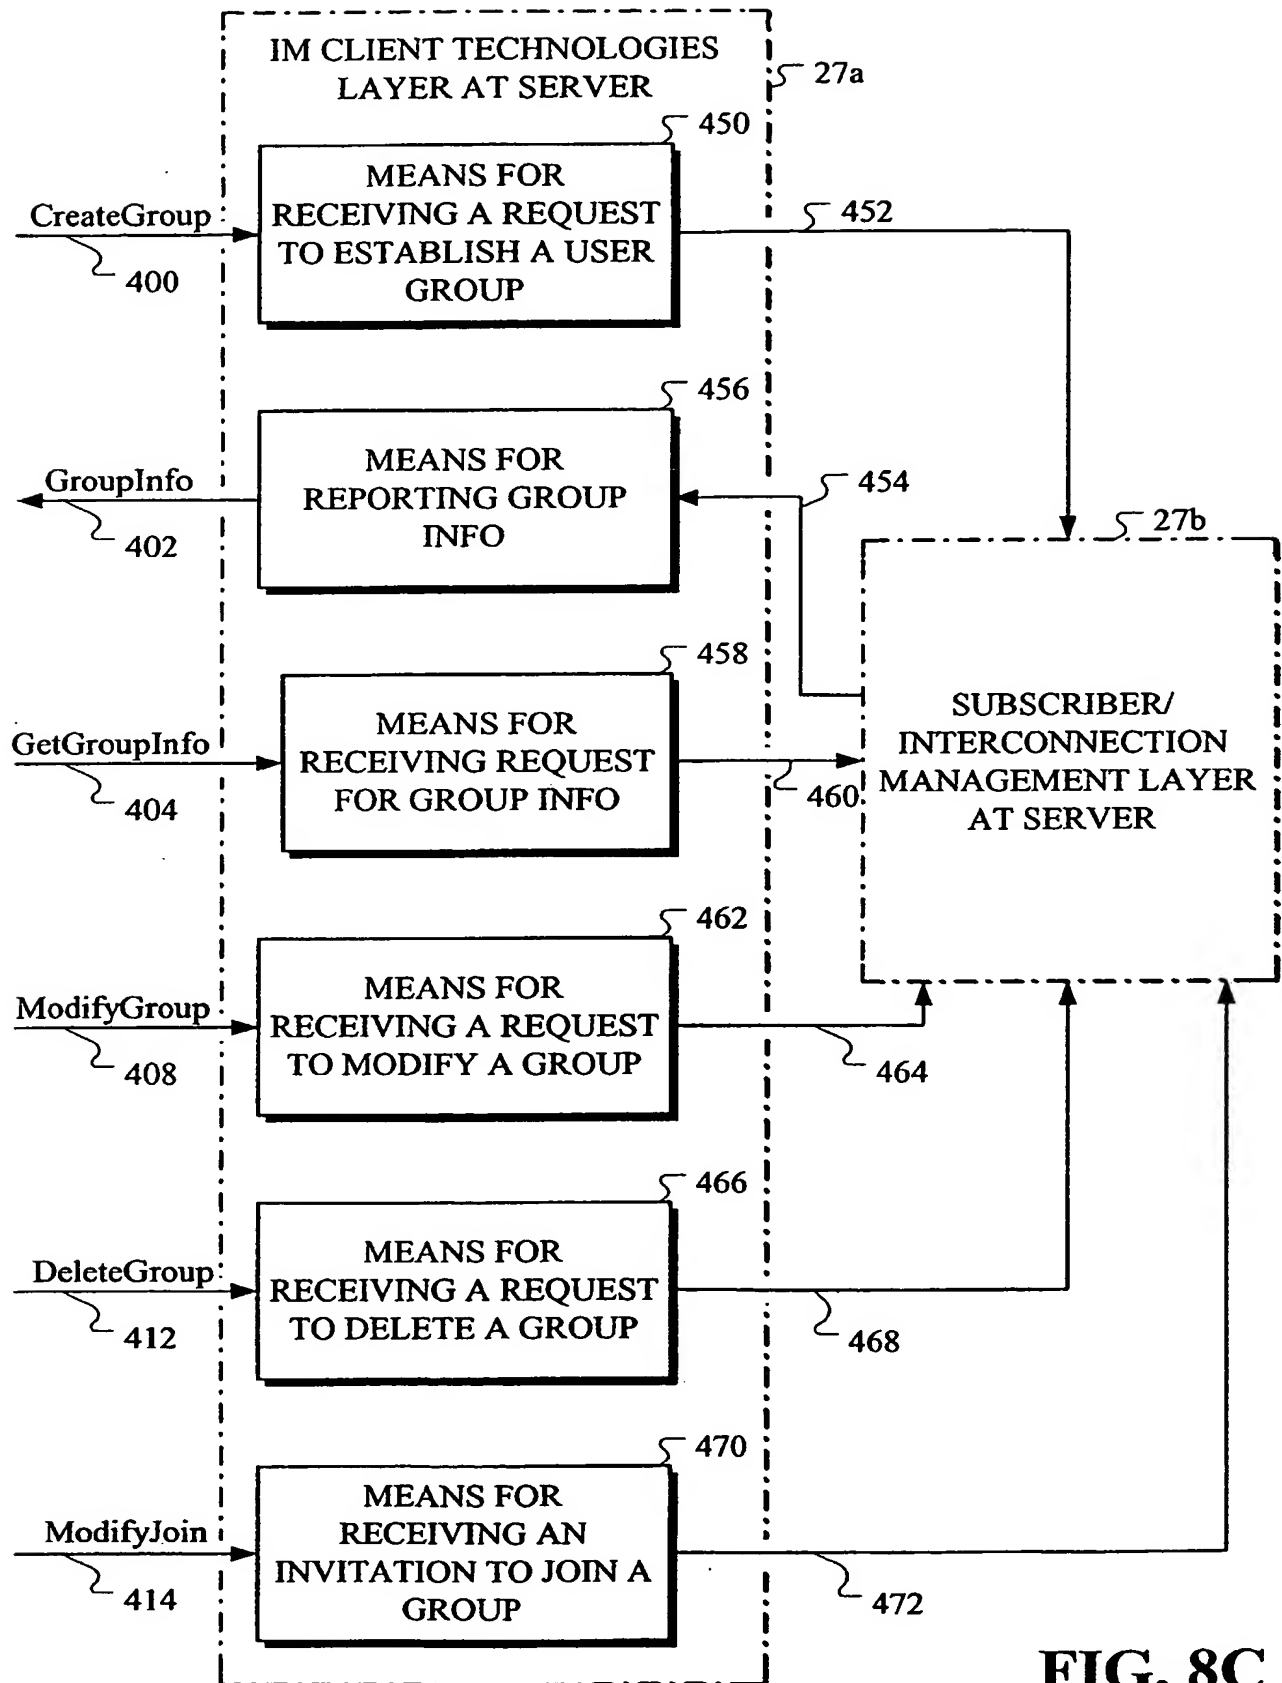 IM CLIENT TECHNOLOGIES
LAYER AT SERVER
27a
450
MEANS FOR
RECEIVING A REQUEST
TO ESTABLISH A USER
GROUP
CreateGroup
400
452
456
MEANS FOR
REPORTING GROUP
INFO
GroupInfo
402
454
27b
SUBSCRIBER/
INTERCONNECTION
MANAGEMENT LAYER
AT SERVER
458
MEANS FOR
RECEIVING REQUEST
FOR GROUP INFO
GetGroupInfo
404
460
462
MEANS FOR
RECEIVING A REQUEST
TO MODIFY A GROUP
ModifyGroup
408
464
466
MEANS FOR
RECEIVING A REQUEST
TO DELETE A GROUP
DeleteGroup
412
468
470
MEANS FOR
RECEIVING AN
INVITATION TO JOIN A
GROUP
ModifyJoin
414
472
FIG. 8C